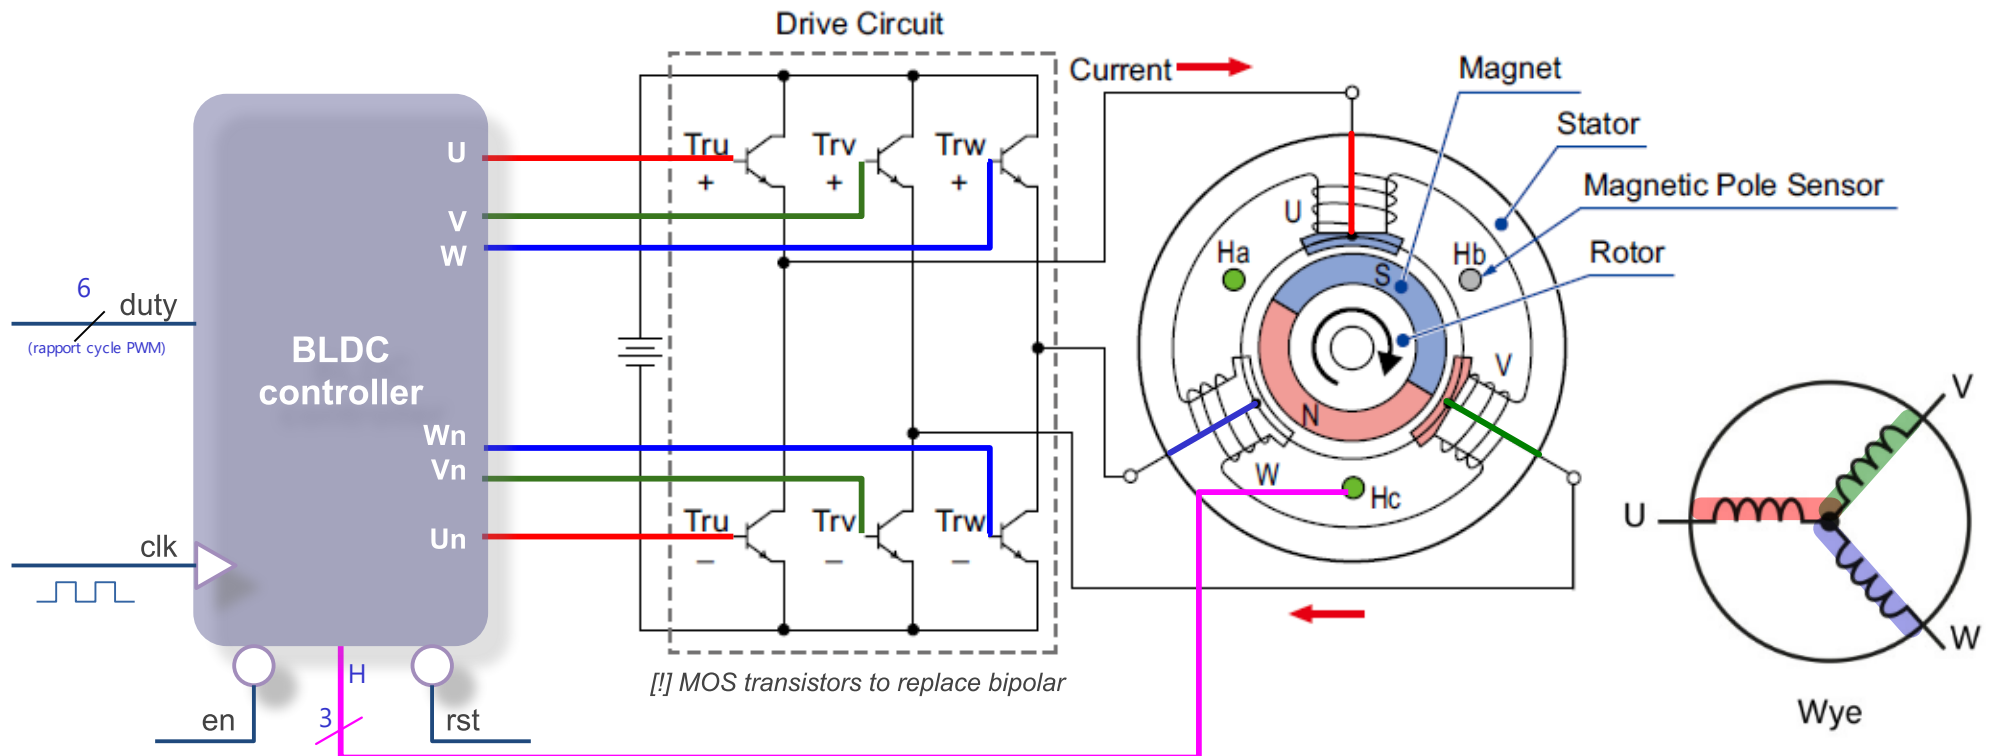 Drive Circuit
Current
Magnet
Stator
Magnetic Pole Sensor
Rotor
U
V
W
Tru
+
Trv
+
Trw
+
6
duty
(rapport cycle PWM)
BLDC
controller
Wn
Vn
Un
clk
Tru
–
Trv
–
Trw
–
[!] MOS transistors to replace bipolar
H
3
en
rst
U
Ha
Hb
S
N
V
W
Hc
V
U
W
Wye